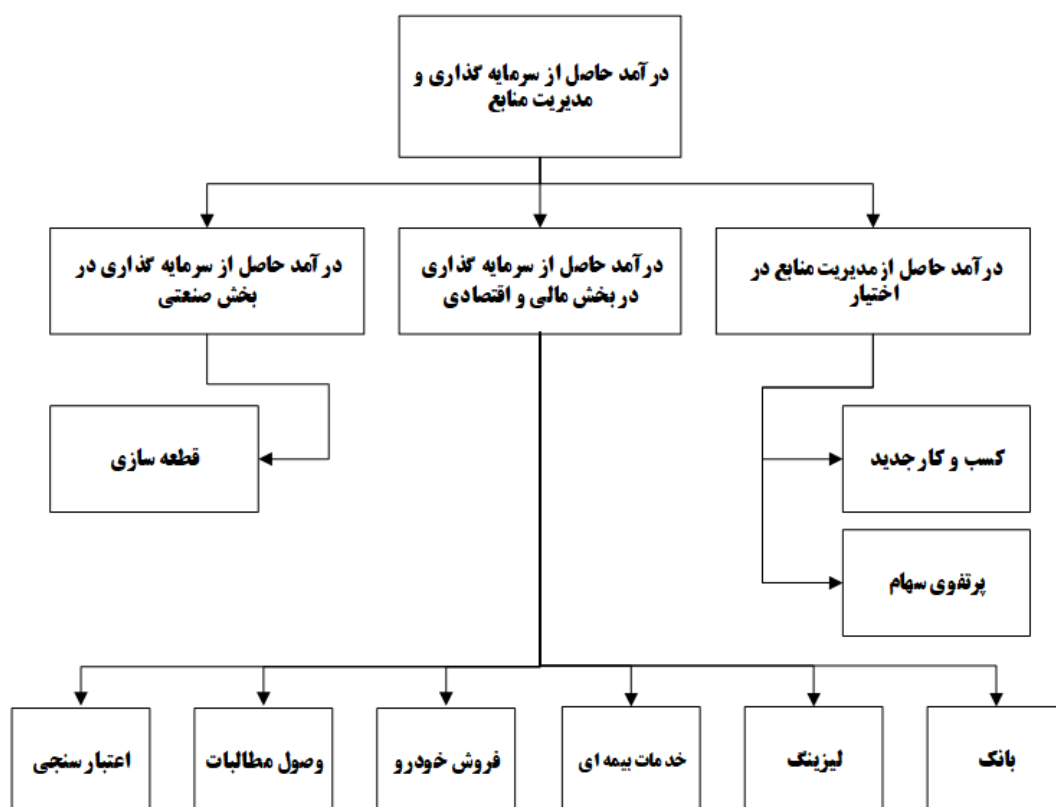 درآمد حاصل از سرمایه گذاری و
مدیریت منابع
درآمد حاصل از مدیریت منابع در
اختیار
درآمد حاصل از سرمایه گذاری
در بخش مالی و اقتصادی
درآمد حاصل از سرمایه گذاری در
بخش صنعتی
کسب و کار جدید
قطعه سازی
پرتفوی سهام
بانک
لیزینگ
خدمات بیمه ای
فروش خودرو
وصول مطالبات
اعتبار سنجی